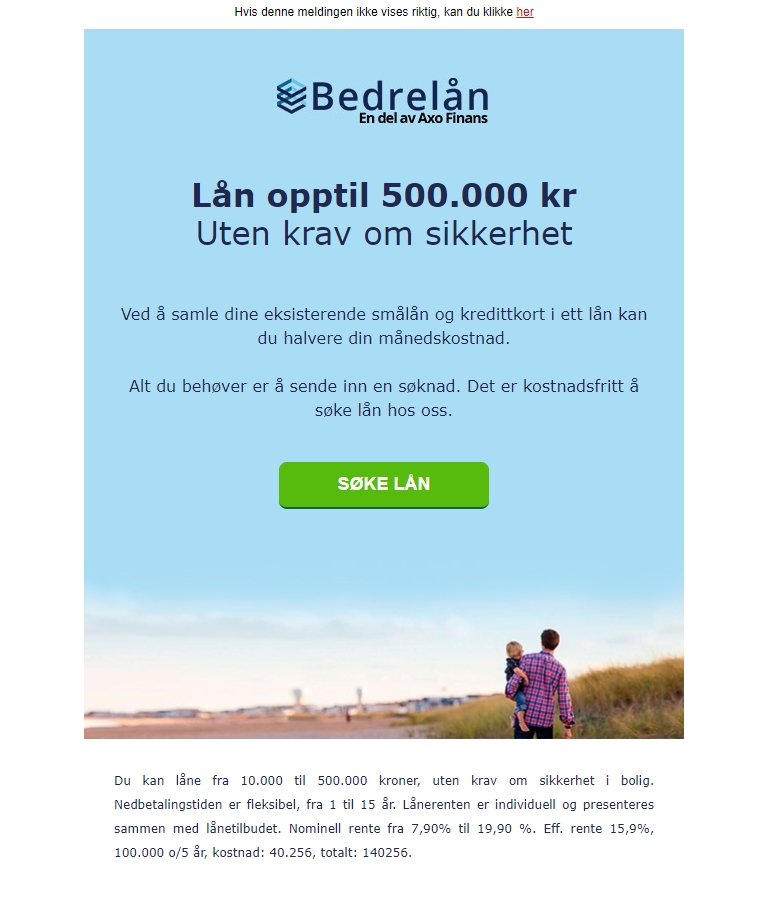 Hvis denne meldingen ikke vises riktig, kan du klikke her
Bedrelån
En del av Axo Finans
Lån opptil 500.000 kr
Uten krav om sikkerhet
Ved å samle dine eksisterende smålån og kredittkort i ett lån kan
du halvere din månedskostnad.
Alt du behøver er å sende inn en søknad. Det er kostnadsfritt å
søke lån hos oss.
SØKE LÅN
Du kan låne fra 10.000 til 500.000 kroner, uten krav om sikkerhet i bolig.
Nedbetalingstiden er fleksibel, fra 1 til 15 år. Lånerenten er individuell og presenteres
sammen med lånetilbudet. Nominell rente fra 7,90% til 19,90 %. Eff. rente 15,9%,
100.000 o/5 år, kostnad: 40.256, totalt: 140256.